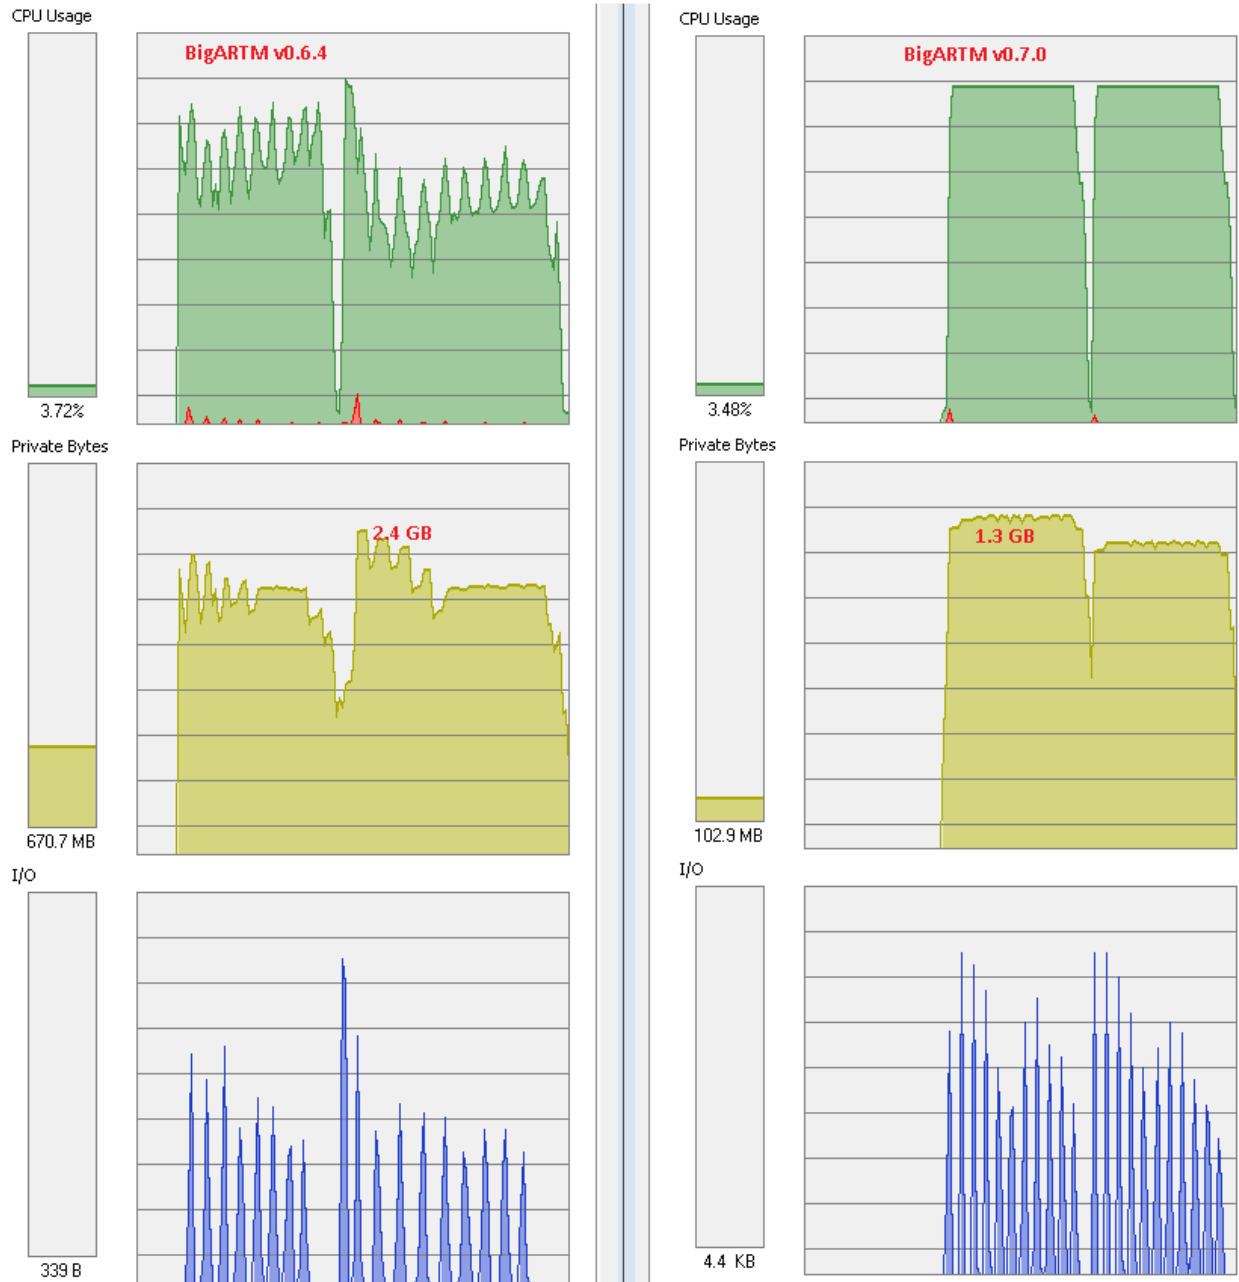 CPU Usage
BigARTM v0.6.4
3.72%
Private Bytes
2.4 GB
670.7 MB
I/O
339 B
CPU Usage
BigARTM v0.7.0
3.48%
Private Bytes
1.3 GB
102.9 MB
I/O
4.4 KB